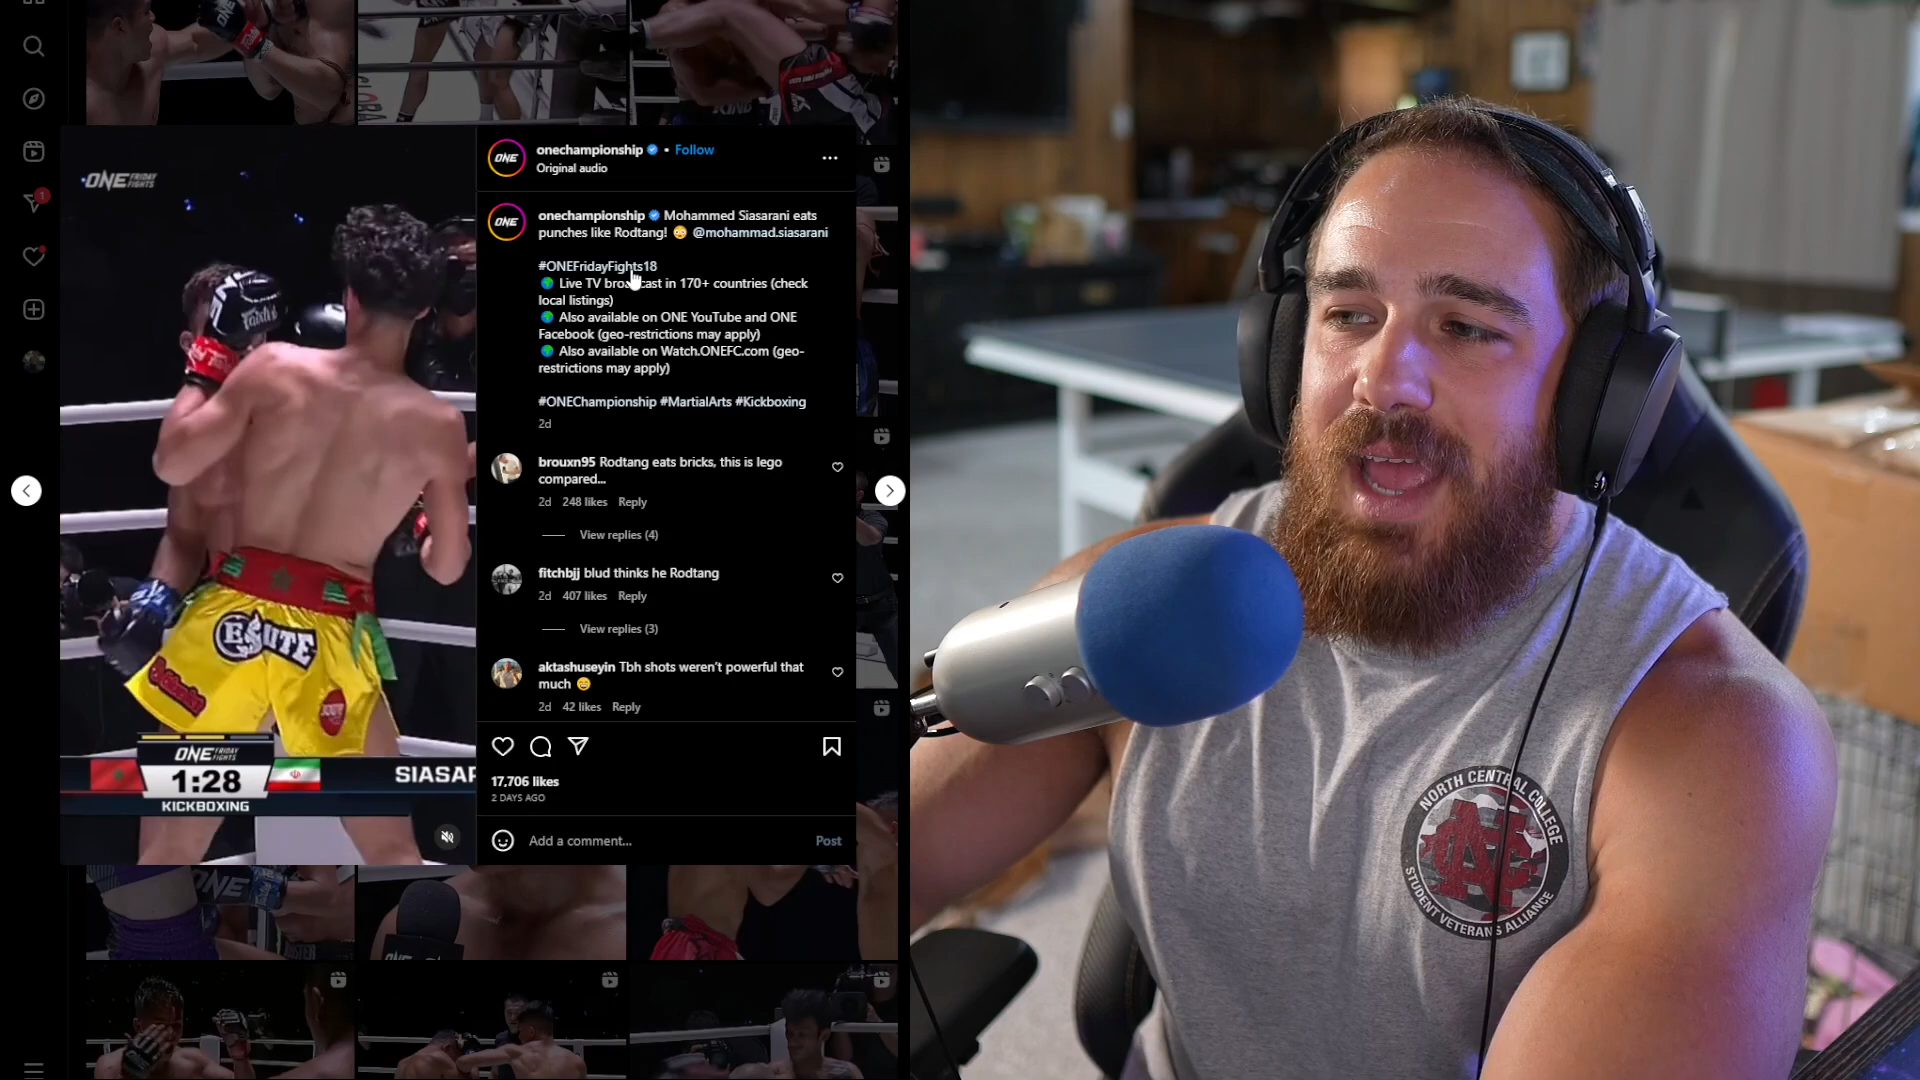 ONE FRIDAY FIGHTS
onechampionship • Follow
Original audio
onechampionship Mohammed Siasarani eats
punches like Rodtang! 😳 @mohammad.siasarani
#ONEFridayFights18
🌍 Live TV broadcast in 170+ countries (check
local listings)
🌍 Also available on ONE YouTube and ONE
Facebook (geo-restrictions may apply)
🌍 Also available on Watch.ONEFC.com (geo-
restrictions may apply)
#ONEChampionship #MartialArts #Kickboxing
2d
brouxn95 Rodtang eats bricks, this is lego
compared...
2d 248 likes Reply
View replies (4)
fitchbjj blud thinks he Rodtang
2d 407 likes Reply
View replies (3)
aktashuseyin Tbh shots weren't powerful that
much 😅
2d 42 likes Reply
17,706 likes
2 DAYS AGO
Add a comment... Post
ONE FRIDAY FIGHTS
1:28
KICKBOXING
SIASAR
ONE
ONE
1
NORTH CENTRAL COLLEGE
NC
STUDENT VETERANS ALLIANCE